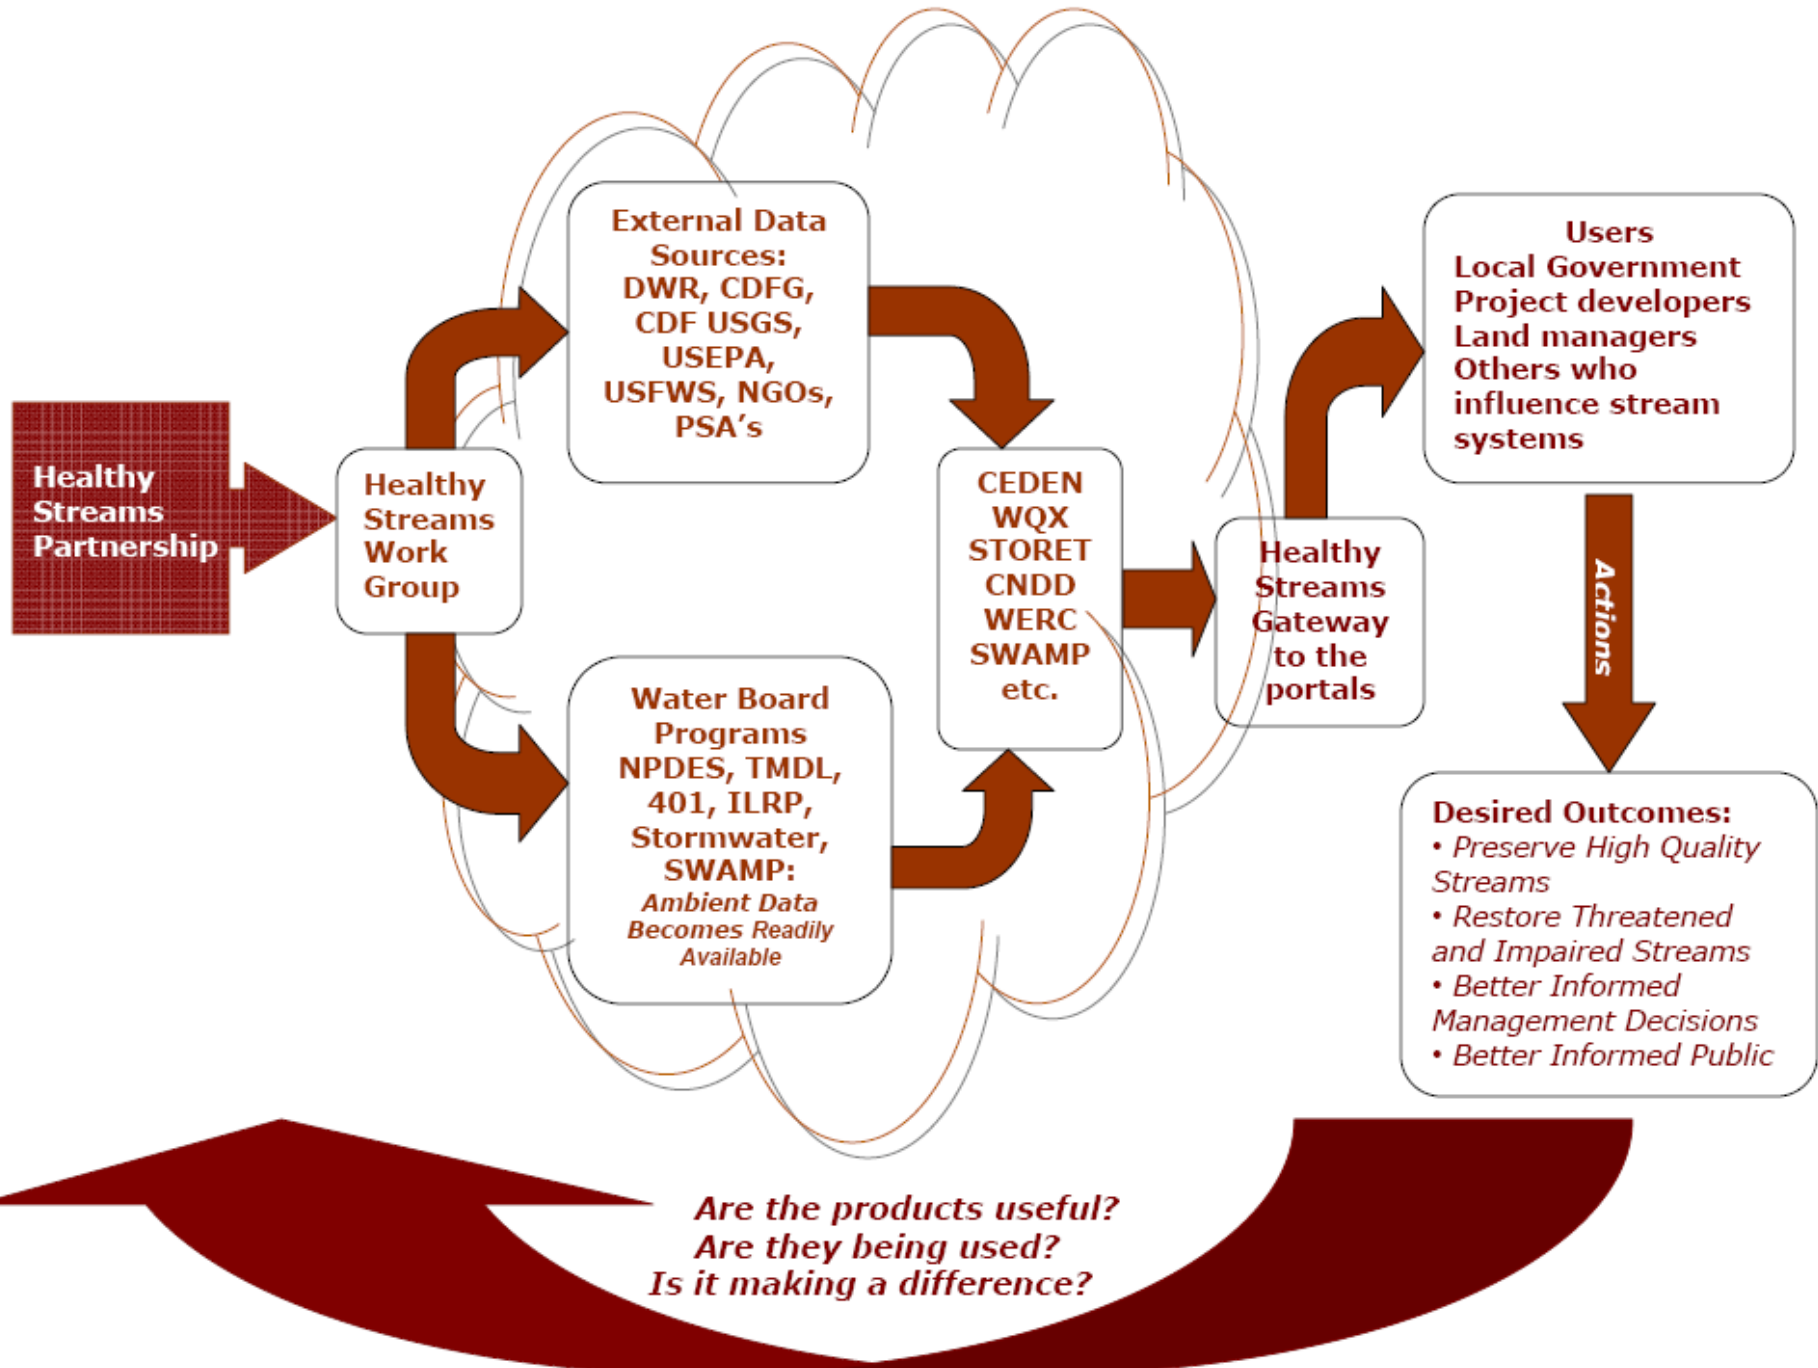 Healthy
Streams
Partnership
Healthy
Streams
Work
Group
External Data
Sources:
DWR, CDFG,
CDF USGS,
USEPA,
USFWS, NGOs,
PSA's
Water Board
Programs
NPDES, TMDL,
401, ILRP,
Stormwater,
SWAMP:
Ambient Data
Becomes Readily
Available
CEDEN
WQX
STORET
CNDD
WERC
SWAMP
etc.
Healthy
Streams
Gateway
to the
portals
Users
Local Government
Project developers
Land managers
Others who
influence stream
systems
Actions
Desired Outcomes:
• Preserve High Quality
Streams
• Restore Threatened
and Impaired Streams
• Better Informed
Management Decisions
• Better Informed Public
Are the products useful?
Are they being used?
Is it making a difference?